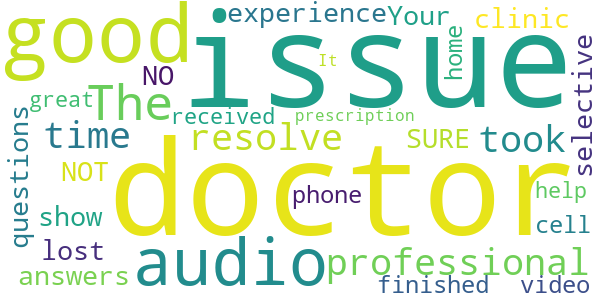 good
issue
experience
Your
clinic
home
selective
It
NO
The
great
received
prescription
questions
time
resolve
SURE
took
NOT
doctor
phone
help
show
cell
lost
audio
professional
answers
finished
video